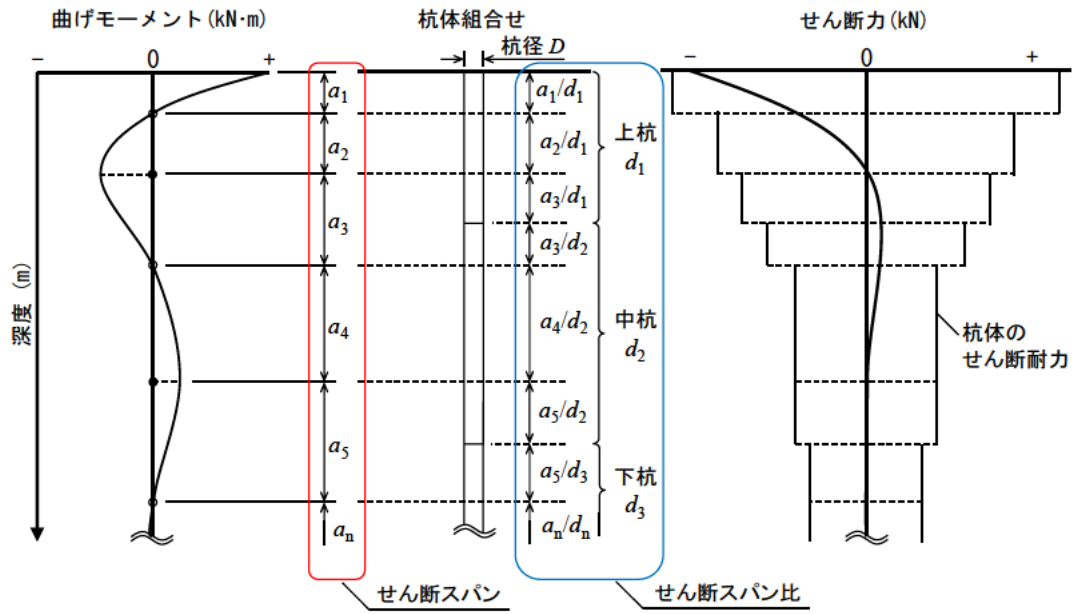 曲げモーメント(kN·m)
− 0 +
杭体組合せ
杭径 D
せん断力(kN)
− 0 +
深度 (m)
a1
a2
a3
a4
a5
an
a1/d1
a2/d1
a3/d1
a3/d2
a4/d2
a5/d2
a5/d3
an/dn
上杭
d1
中杭
d2
下杭
d3
杭体の
せん断耐力
せん断スパン
せん断スパン比